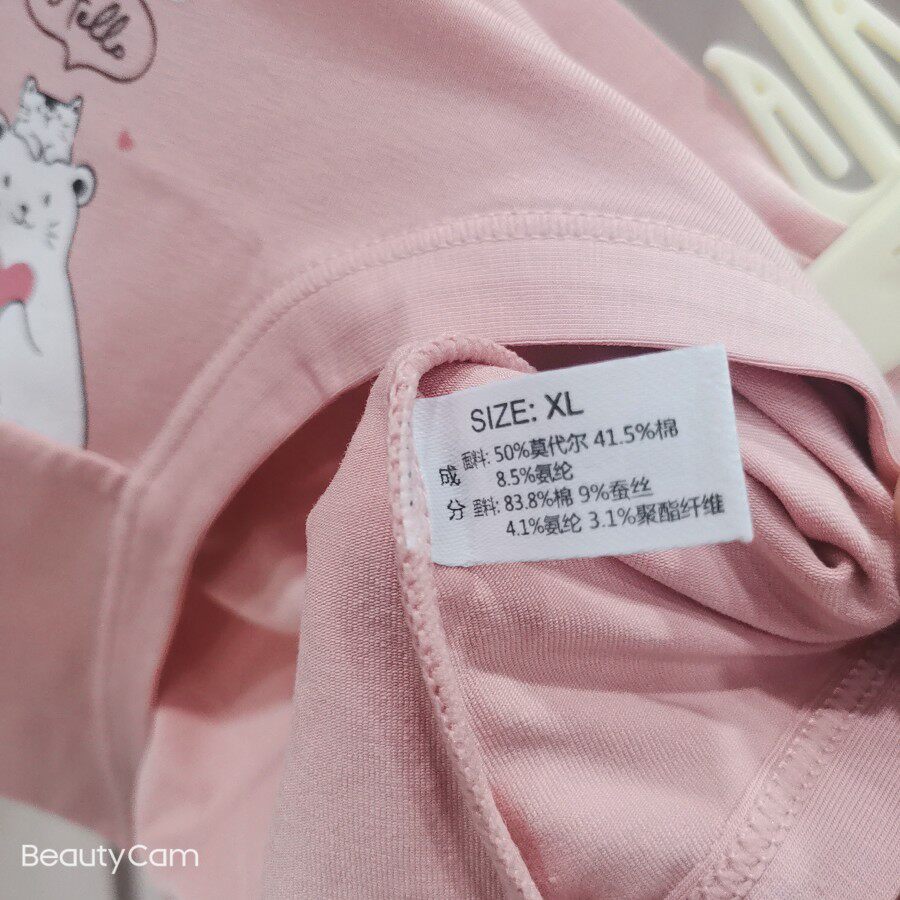 Hello
SIZE: XL
成分
面料: 50%莫代尔 41.5%棉
8.5%氨纶
里料: 83.8%棉 9%蚕丝
4.1%氨纶 3.1%聚酯纤维
BeautyCam